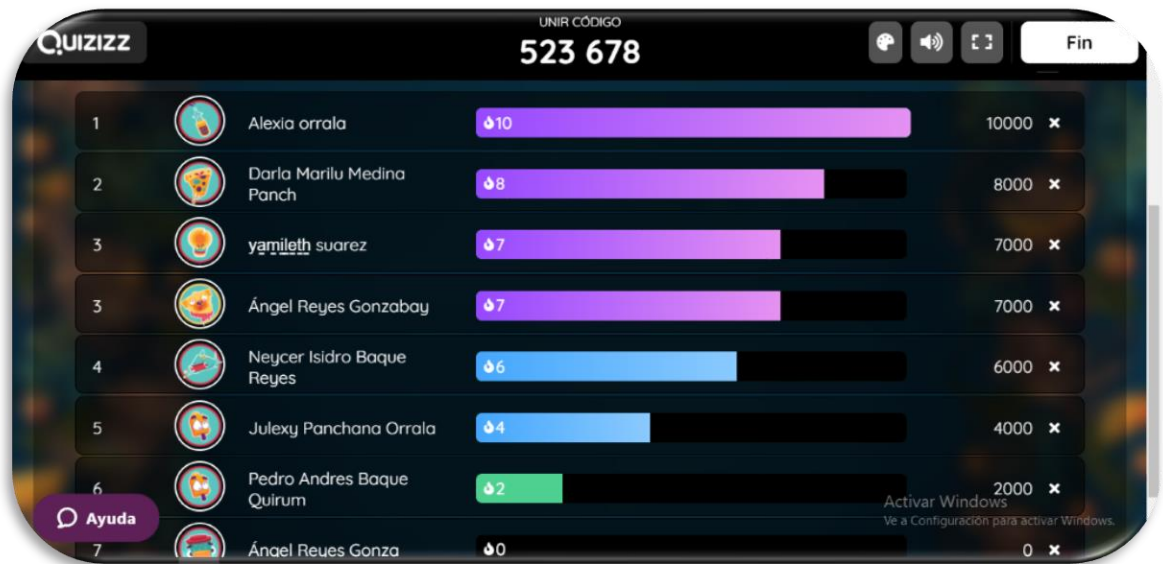 QUIZIZZ
UNIR CÓDIGO
523 678
Fin
1 Alexia orrala 10 10000 ×
2 Darla Marilu Medina
Panch 8 8000 ×
3 yamileth suarez 7 7000 ×
3 Ángel Reyes Gonzabay 7 7000 ×
4 Neycer Isidro Baque
Reyes 6 6000 ×
5 Julexy Panchana Orrala 4 4000 ×
6 Pedro Andres Baque
Quirum 2 2000 ×
Activar Windows
Ve a Configuración para activar Windows.
Ayuda
7 Ángel Reyes Gonza 0 0 ×